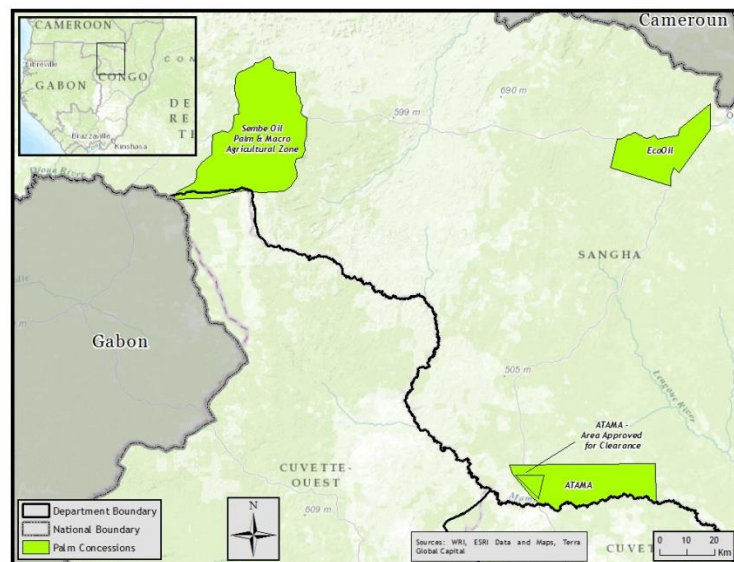 CAMEROON
Libreville
GABON
CONGO
Brazzaville
Kinshasa
Cameroun
690 m
599 m
Sembe Oil
Palm & Macro
Agricultural Zone
EcoOil
SANGHA
Gabon
505 m
Lengoue River
ATAMA -
Area Approved
for Clearance
ATAMA
CUVETTE-
OUEST
609 m
N
Department Boundary
National Boundary
Palm Concessions
Sources: WRI, ESRI Data and Maps, Terra
Global Capital
0 10 20
Km